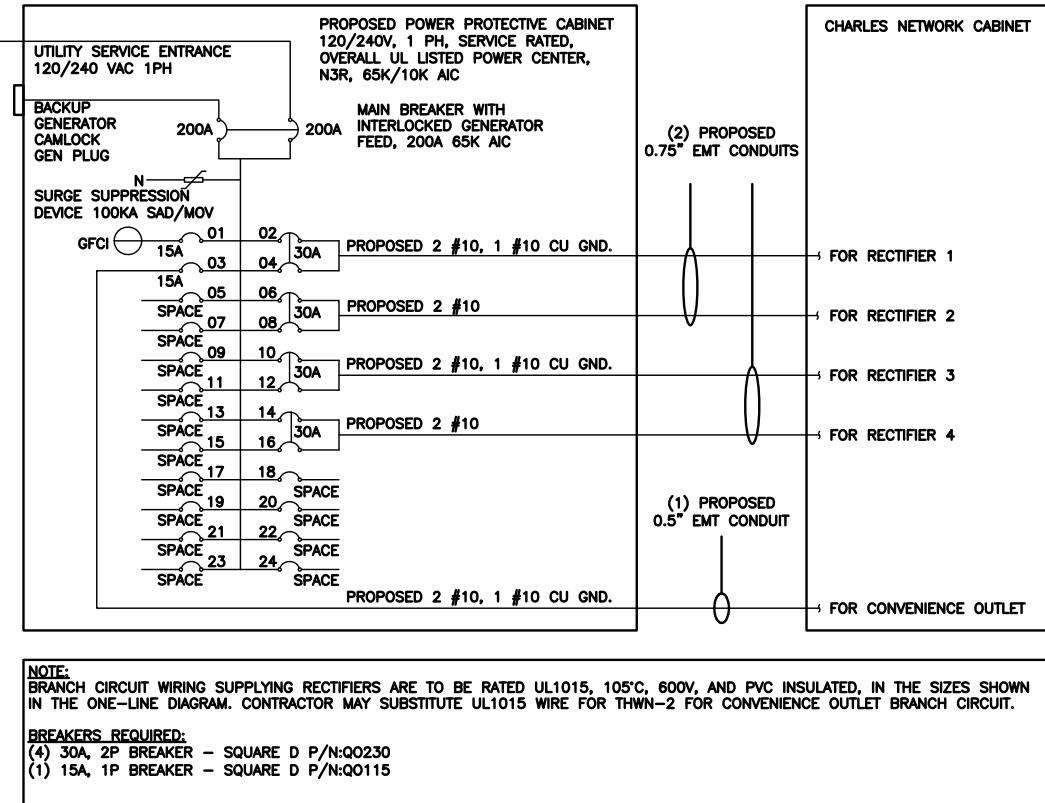 PROPOSED POWER PROTECTIVE CABINET
120/240V, 1 PH, SERVICE RATED,
OVERALL UL LISTED POWER CENTER,
N3R, 65K/10K AIC
CHARLES NETWORK CABINET
UTILITY SERVICE ENTRANCE
120/240 VAC 1PH
BACKUP
GENERATOR
CAMLOCK
GEN PLUG
200A
200A
MAIN BREAKER WITH
INTERLOCKED GENERATOR
FEED, 200A 65K AIC
(2) PROPOSED
0.75" EMT CONDUITS
N
SURGE SUPPRESSION
DEVICE 100KA SAD/MOV
GFCI
15A
01
02
30A
PROPOSED 2 #10, 1 #10 CU GND.
FOR RECTIFIER 1
15A
03
04
SPACE
05
06
30A
PROPOSED 2 #10
FOR RECTIFIER 2
SPACE
07
08
SPACE
09
10
30A
PROPOSED 2 #10, 1 #10 CU GND.
FOR RECTIFIER 3
SPACE
11
12
SPACE
13
14
30A
PROPOSED 2 #10
FOR RECTIFIER 4
SPACE
15
16
SPACE
17
18
SPACE
SPACE
19
20
SPACE
SPACE
21
22
SPACE
SPACE
23
24
SPACE
(1) PROPOSED
0.5" EMT CONDUIT
PROPOSED 2 #10, 1 #10 CU GND.
FOR CONVENIENCE OUTLET
NOTE:
BRANCH CIRCUIT WIRING SUPPLYING RECTIFIERS ARE TO BE RATED UL1015, 105°C, 600V, AND PVC INSULATED, IN THE SIZES SHOWN
IN THE ONE-LINE DIAGRAM. CONTRACTOR MAY SUBSTITUTE UL1015 WIRE FOR THWN-2 FOR CONVENIENCE OUTLET BRANCH CIRCUIT.
BREAKERS REQUIRED:
(4) 30A, 2P BREAKER - SQUARE D P/N:QO230
(1) 15A, 1P BREAKER - SQUARE D P/N:QO115